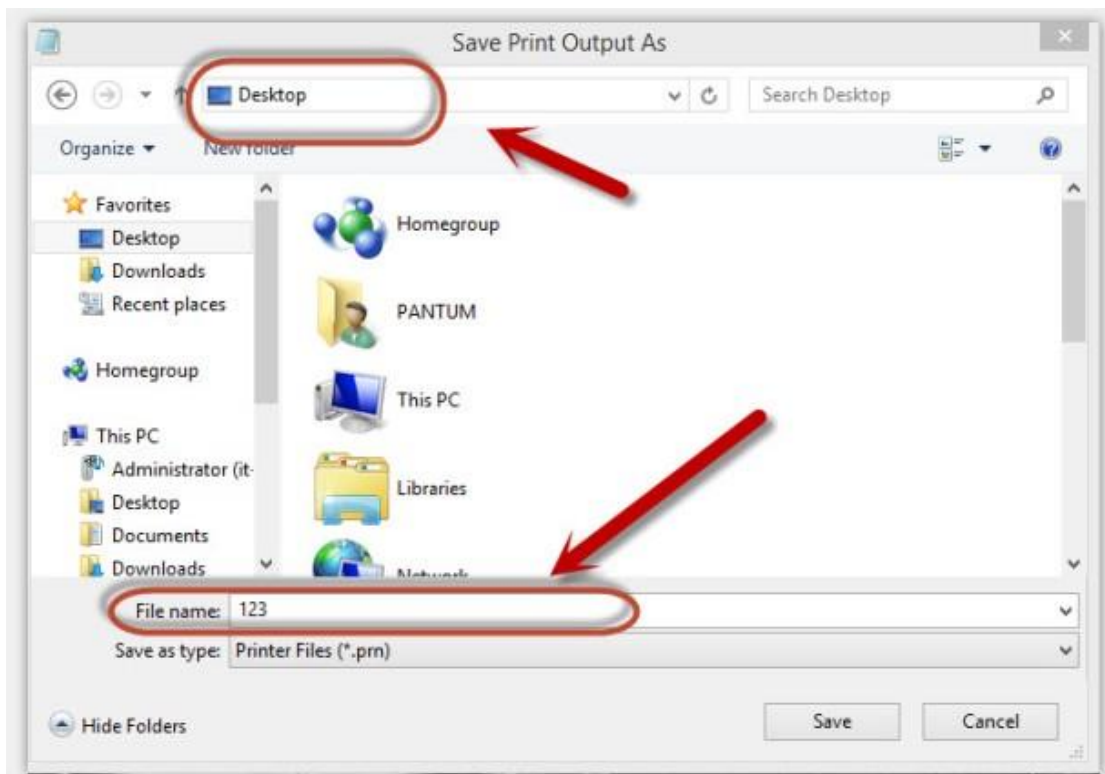 Save Print Output As
Desktop
Search Desktop
Organize
New folder
Favorites
Desktop
Downloads
Recent places
Homegroup
This PC
Administrator (it-
Desktop
Documents
Downloads
Homegroup
PANTUM
This PC
Libraries
Network
File name: 123
Save as type: Printer Files (*.prn)
Hide Folders
Save
Cancel